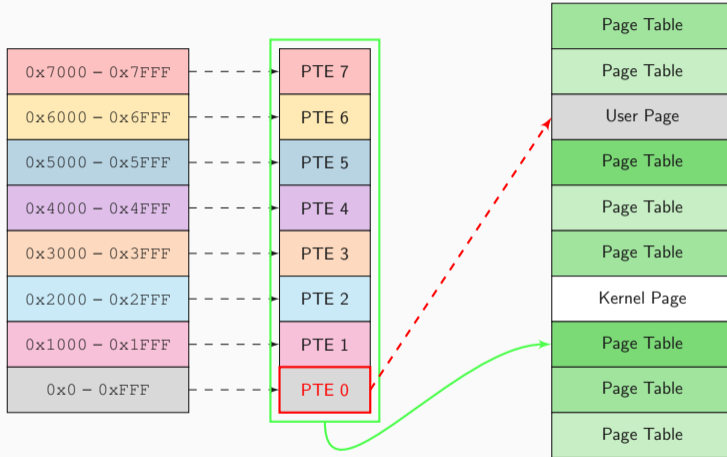 0x7000 – 0x7FFF
0x6000 – 0x6FFF
0x5000 – 0x5FFF
0x4000 – 0x4FFF
0x3000 – 0x3FFF
0x2000 – 0x2FFF
0x1000 – 0x1FFF
0x0 – 0xFFF
PTE 7
PTE 6
PTE 5
PTE 4
PTE 3
PTE 2
PTE 1
PTE 0
Page Table
Page Table
User Page
Page Table
Page Table
Page Table
Kernel Page
Page Table
Page Table
Page Table